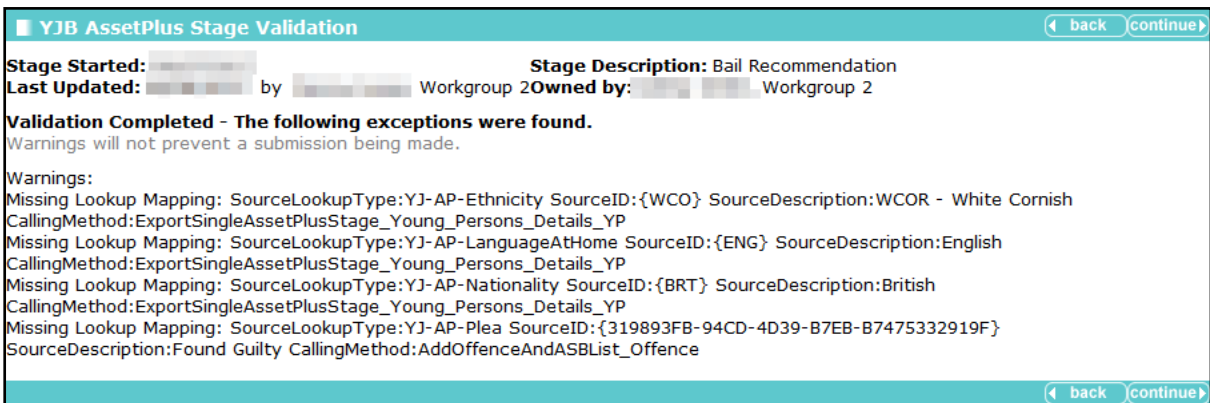 YJB AssetPlus Stage Validation back continue
Stage Started: Stage Description: Bail Recommendation
Last Updated: by Workgroup 2Owned by: Workgroup 2
Validation Completed - The following exceptions were found.
Warnings will not prevent a submission being made.
Warnings:
Missing Lookup Mapping: SourceLookupType:YJ-AP-Ethnicity SourceID:{WCO} SourceDescription:WCOR - White Cornish
CallingMethod:ExportSingleAssetPlusStage_Young_Persons_Details_YP
Missing Lookup Mapping: SourceLookupType:YJ-AP-LanguageAtHome SourceID:{ENG} SourceDescription:English
CallingMethod:ExportSingleAssetPlusStage_Young_Persons_Details_YP
Missing Lookup Mapping: SourceLookupType:YJ-AP-Nationality SourceID:{BRT} SourceDescription:British
CallingMethod:ExportSingleAssetPlusStage_Young_Persons_Details_YP
Missing Lookup Mapping: SourceLookupType:YJ-AP-Plea SourceID:{319893FB-94CD-4D39-B7EB-B7475332919F}
SourceDescription:Found Guilty CallingMethod:AddOffenceAndASBList_Offence
back continue